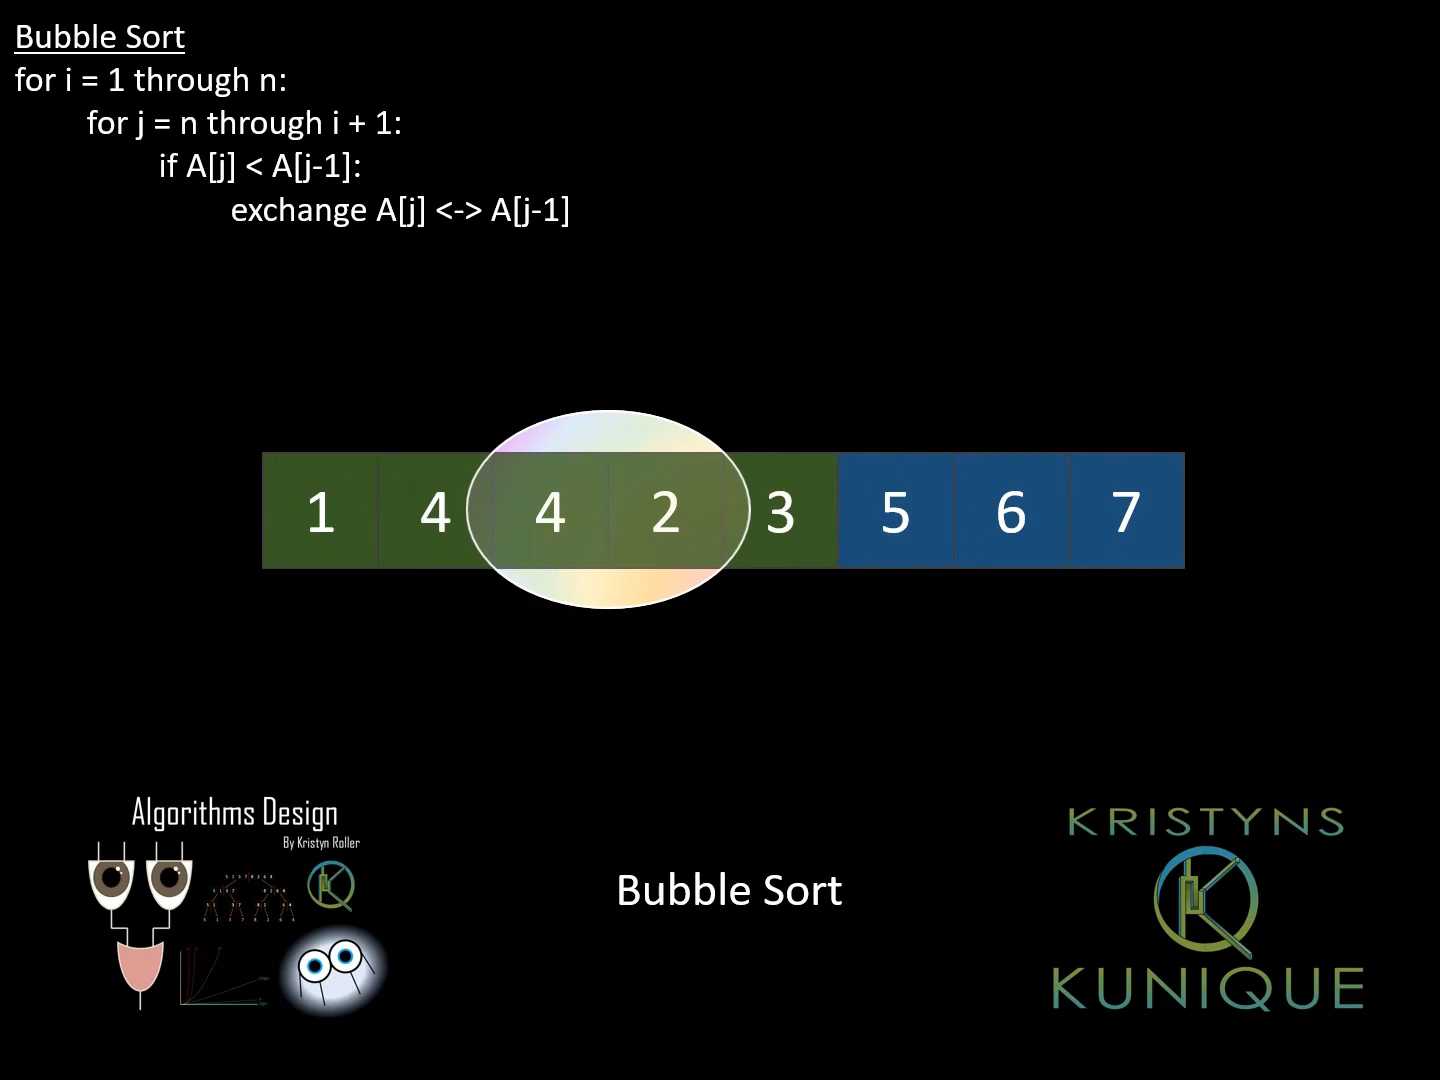 Bubble Sort
for i = 1 through n:
for j = n through i + 1:
if A[j] < A[j-1]:
exchange A[j] <-> A[j-1]
1 4 4 2 3 5 6 7
Algorithms Design
By Kristyn Roller
Bubble Sort
KRISTYNS
KUNIQUE